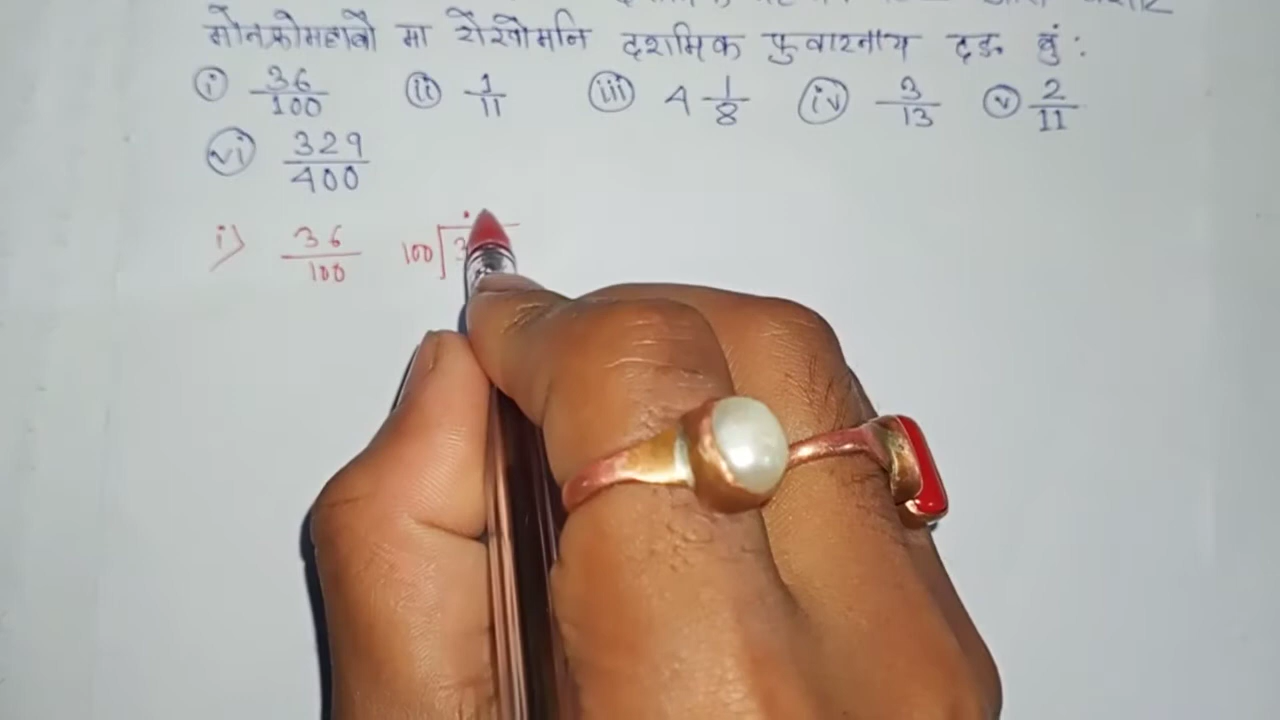 मोनफ्रोमहाबौ मा रोखोमनि दशमिक फुवारनाय दङ बुं :
(i) 36/100 (ii) 1/11 (iii) 4 1/8 (iv) 3/13 (v) 2/11
(vi) 329/400
i) 36/100 100 3